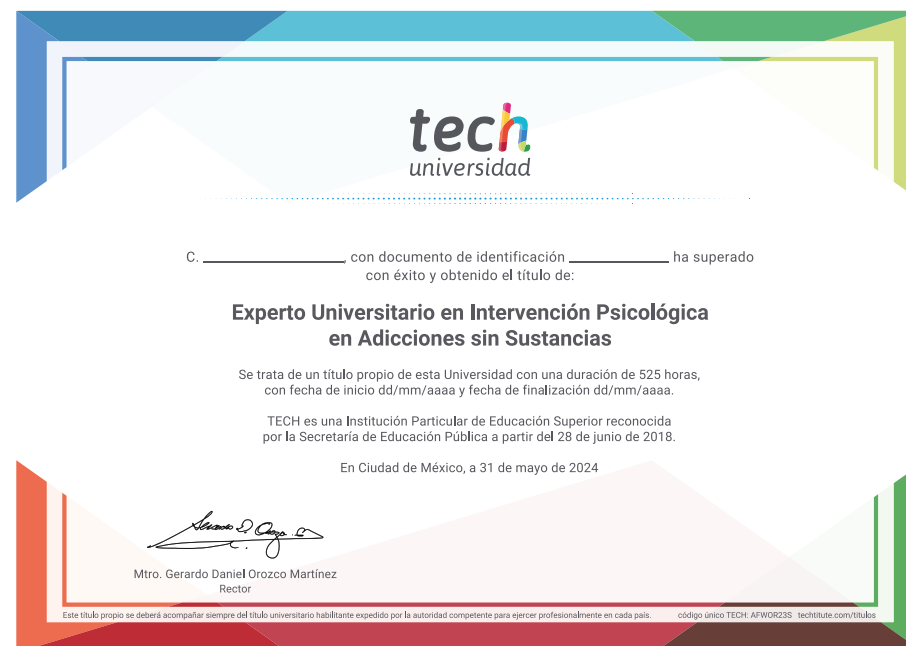 tech
universidad
C. ____________, con documento de identificación ____________ ha superado
con éxito y obtenido el título de:
Experto Universitario en Intervención Psicológica
en Adicciones sin Sustancias
Se trata de un título propio de esta Universidad con una duración de 525 horas,
con fecha de inicio dd/mm/aaaa y fecha de finalización dd/mm/aaaa.
TECH es una Institución Particular de Educación Superior reconocida
por la Secretaría de Educación Pública a partir del 28 de junio de 2018.
En Ciudad de México, a 31 de mayo de 2024
Mtro. Gerardo Daniel Orozco Martínez
Rector
Este título propio se deberá acompañar siempre del título universitario habilitante expedido por la autoridad competente para ejercer profesionalmente en cada país. código único TECH: AFWOR23S techtitute.com/titulos